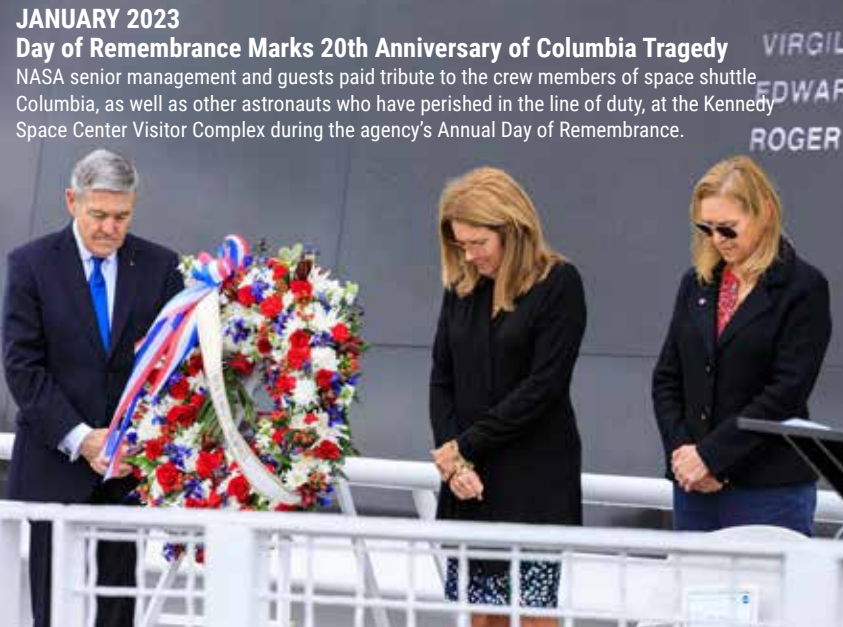 JANUARY 2023
Day of Remembrance Marks 20th Anniversary of Columbia Tragedy
NASA senior management and guests paid tribute to the crew members of space shuttle
Columbia, as well as other astronauts who have perished in the line of duty, at the Kennedy
Space Center Visitor Complex during the agency’s Annual Day of Remembrance.
VIRGIL
EDWAR
ROGER